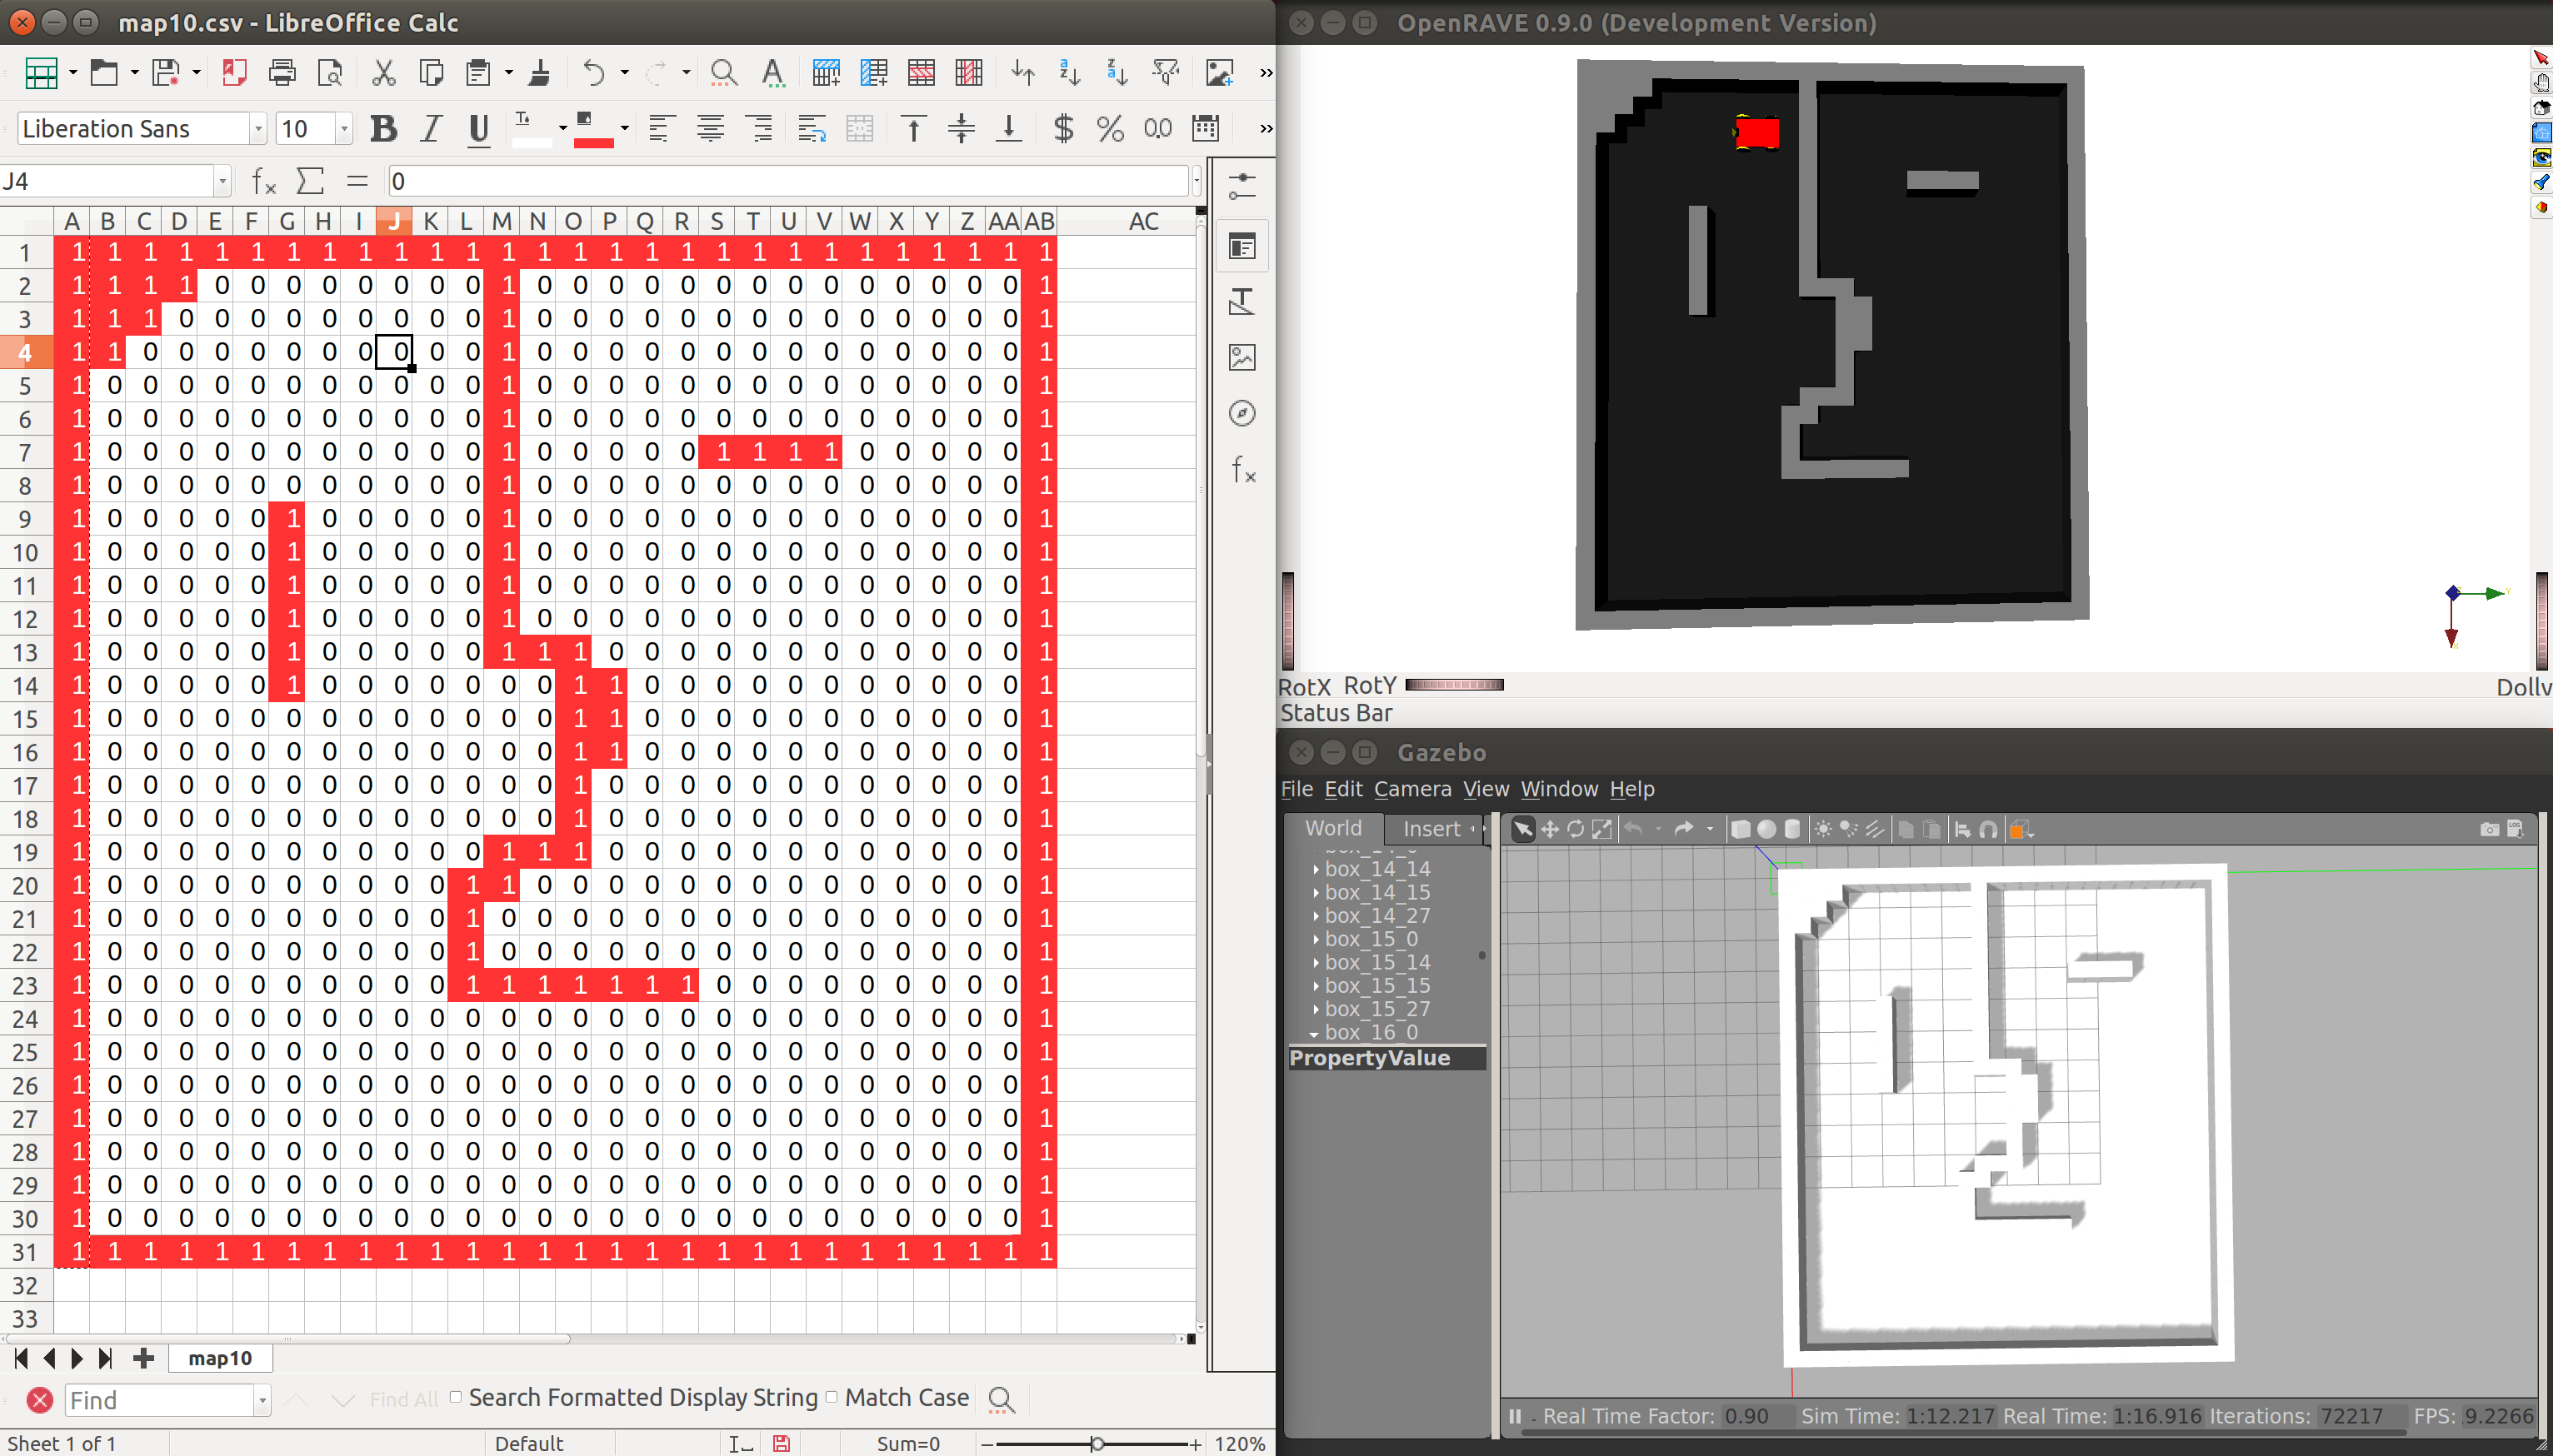 map10.csv - LibreOffice Calc
Liberation Sans 10
J4 0
A B C D E F G H I J K L M N O P Q R S T U V W X Y Z AA AB AC
1 1 1 1 1 1 1 1 1 1 1 1 1 1 1 1 1 1 1 1 1 1 1 1 1 1 1 1 1
2 1 1 1 1 0 0 0 0 0 0 0 0 1 0 0 0 0 0 0 0 0 0 0 0 0 0 0 1
3 1 1 1 0 0 0 0 0 0 0 0 0 1 0 0 0 0 0 0 0 0 0 0 0 0 0 0 1
4 1 1 0 0 0 0 0 0 0 0 0 0 1 0 0 0 0 0 0 0 0 0 0 0 0 0 0 1
5 1 0 0 0 0 0 0 0 0 0 0 0 1 0 0 0 0 0 0 0 0 0 0 0 0 0 0 1
6 1 0 0 0 0 0 0 0 0 0 0 0 1 0 0 0 0 0 0 0 0 0 0 0 0 0 0 1
7 1 0 0 0 0 0 0 0 0 0 0 0 1 0 0 0 0 0 1 1 1 1 0 0 0 0 0 1
8 1 0 0 0 0 0 0 0 0 0 0 0 1 0 0 0 0 0 0 0 0 0 0 0 0 0 0 1
9 1 0 0 0 0 0 1 0 0 0 0 0 1 0 0 0 0 0 0 0 0 0 0 0 0 0 0 1
10 1 0 0 0 0 0 1 0 0 0 0 0 1 0 0 0 0 0 0 0 0 0 0 0 0 0 0 1
11 1 0 0 0 0 0 1 0 0 0 0 0 1 0 0 0 0 0 0 0 0 0 0 0 0 0 0 1
12 1 0 0 0 0 0 1 0 0 0 0 0 1 0 0 0 0 0 0 0 0 0 0 0 0 0 0 1
13 1 0 0 0 0 0 1 0 0 0 0 0 1 1 1 0 0 0 0 0 0 0 0 0 0 0 0 1
14 1 0 0 0 0 0 1 0 0 0 0 0 0 0 1 1 0 0 0 0 0 0 0 0 0 0 0 1
15 1 0 0 0 0 0 0 0 0 0 0 0 0 0 1 1 0 0 0 0 0 0 0 0 0 0 0 1
16 1 0 0 0 0 0 0 0 0 0 0 0 0 0 1 1 0 0 0 0 0 0 0 0 0 0 0 1
17 1 0 0 0 0 0 0 0 0 0 0 0 0 0 1 0 0 0 0 0 0 0 0 0 0 0 0 1
18 1 0 0 0 0 0 0 0 0 0 0 0 0 0 1 0 0 0 0 0 0 0 0 0 0 0 0 1
19 1 0 0 0 0 0 0 0 0 0 0 0 1 1 1 0 0 0 0 0 0 0 0 0 0 0 0 1
20 1 0 0 0 0 0 0 0 0 0 0 1 1 0 0 0 0 0 0 0 0 0 0 0 0 0 0 1
21 1 0 0 0 0 0 0 0 0 0 0 1 0 0 0 0 0 0 0 0 0 0 0 0 0 0 0 1
22 1 0 0 0 0 0 0 0 0 0 0 1 0 0 0 0 0 0 0 0 0 0 0 0 0 0 0 1
23 1 0 0 0 0 0 0 0 0 0 0 1 1 1 1 1 1 1 0 0 0 0 0 0 0 0 0 1
24 1 0 0 0 0 0 0 0 0 0 0 0 0 0 0 0 0 0 0 0 0 0 0 0 0 0 0 1
25 1 0 0 0 0 0 0 0 0 0 0 0 0 0 0 0 0 0 0 0 0 0 0 0 0 0 0 1
26 1 0 0 0 0 0 0 0 0 0 0 0 0 0 0 0 0 0 0 0 0 0 0 0 0 0 0 1
27 1 0 0 0 0 0 0 0 0 0 0 0 0 0 0 0 0 0 0 0 0 0 0 0 0 0 0 1
28 1 0 0 0 0 0 0 0 0 0 0 0 0 0 0 0 0 0 0 0 0 0 0 0 0 0 0 1
29 1 0 0 0 0 0 0 0 0 0 0 0 0 0 0 0 0 0 0 0 0 0 0 0 0 0 0 1
30 1 0 0 0 0 0 0 0 0 0 0 0 0 0 0 0 0 0 0 0 0 0 0 0 0 0 0 1
31 1 1 1 1 1 1 1 1 1 1 1 1 1 1 1 1 1 1 1 1 1 1 1 1 1 1 1 1
32
33
map10
Find Find All Search Formatted Display String Match Case
Sheet 1 of 1 Default Sum=0 120%
OpenRAVE 0.9.0 (Development Version)
RotX RotY Dolly
Status Bar
Gazebo
File Edit Camera View Window Help
World Insert
box_14_14
box_14_15
box_14_27
box_15_0
box_15_14
box_15_15
box_15_27
box_16_0
PropertyValue
Real Time Factor: 0.90 Sim Time: 1:12.217 Real Time: 1:16.916 Iterations: 72217 FPS: .9.2266